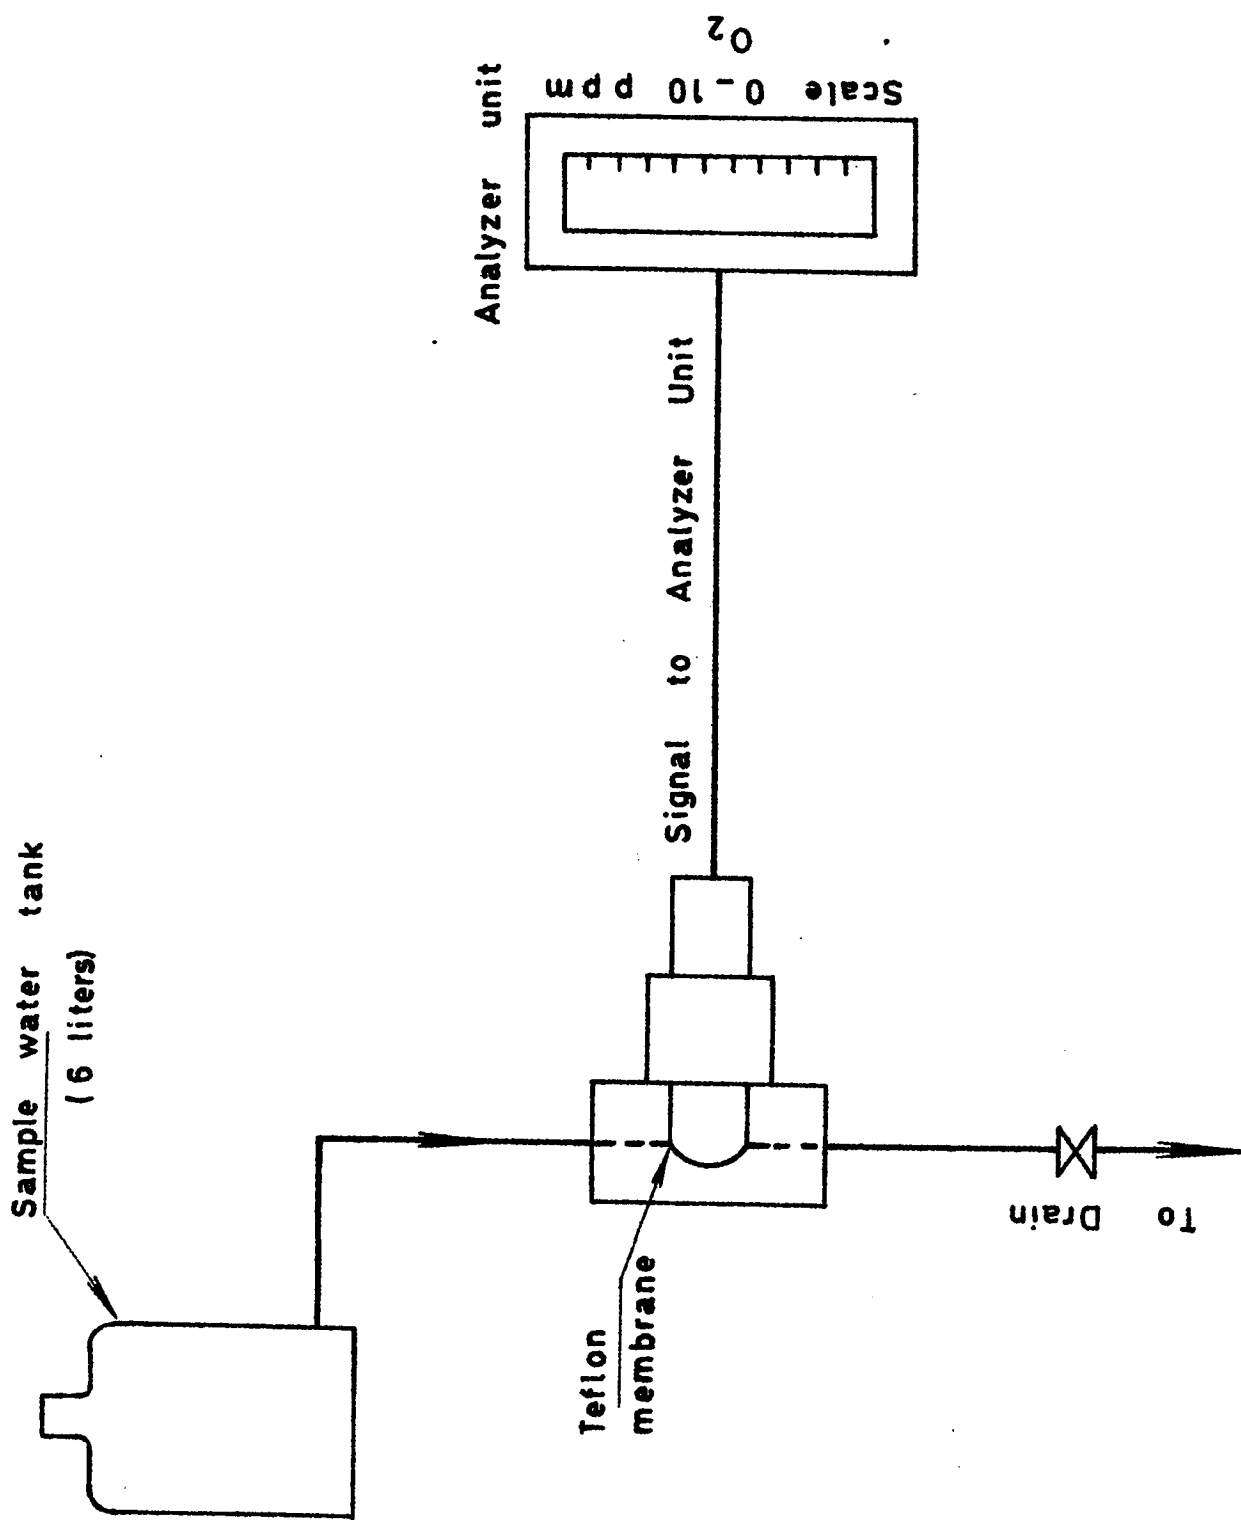 Sample water tank
(6 liters)
Analyzer unit
Scale 0-10 ppm
O2
Signal to Analyzer Unit
Teflon
membrane
To Drain